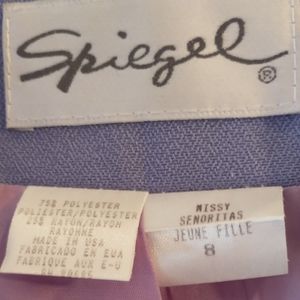 Spiegel®
75% POLYESTER
POLIESTER/POLYESTER
25% RAYON/RAYON
RAYONNE
MADE IN USA
FABRICADO EN EUA
FABRIQUE AUX E-U
MISSY
SENORITAS
JEUNE FILLE
8